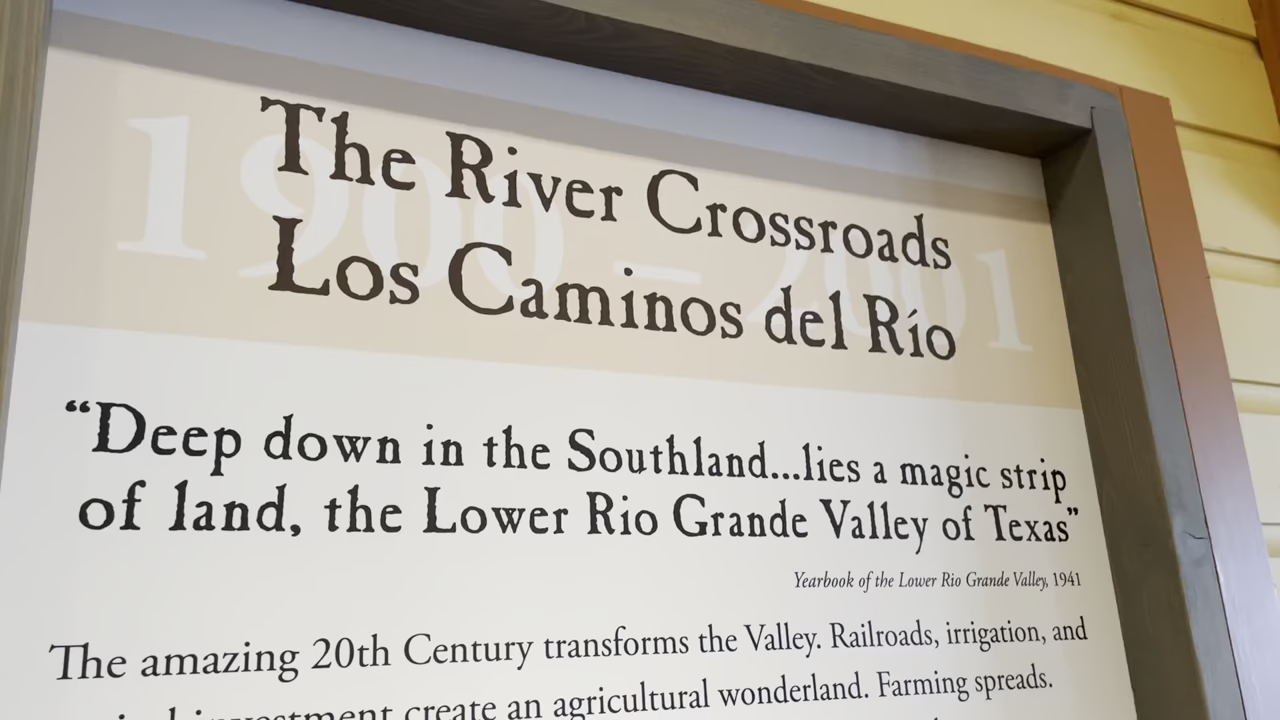 1900 – 2001
The River Crossroads
Los Caminos del Río
“Deep down in the Southland...lies a magic strip
of land, the Lower Rio Grande Valley of Texas”
Yearbook of the Lower Rio Grande Valley, 1941
The amazing 20th Century transforms the Valley. Railroads, irrigation, and
investment create an agricultural wonderland. Farming spreads.